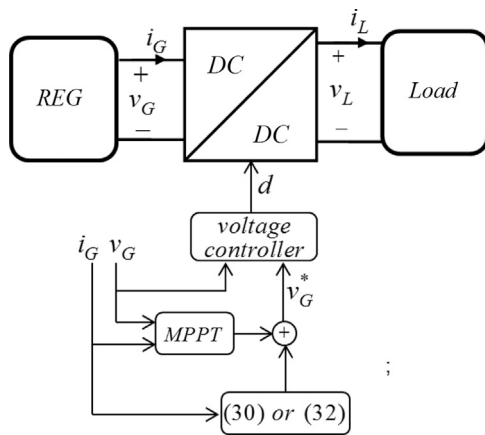 i_G
i_L
REG
+
v_G
−
DC
DC
+
v_L
−
Load
d
voltage
controller
i_G v_G
v_G^*
MPPT
+
(30) or (32)
;